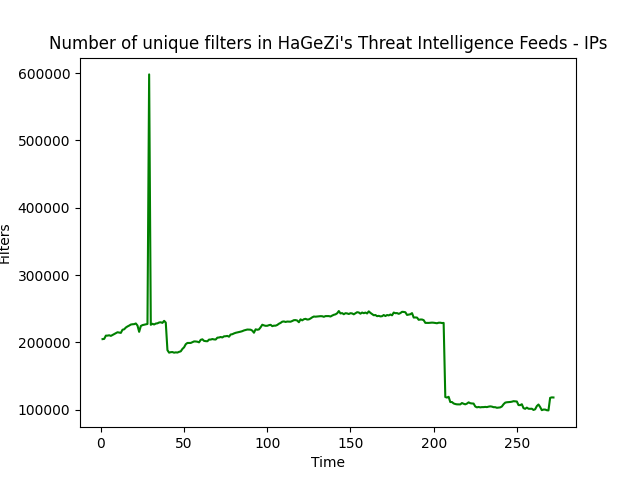 Number of unique filters in HaGeZi's Threat Intelligence Feeds - IPs
600000
500000
400000
300000
200000
100000
Filters
0 50 100 150 200 250
Time